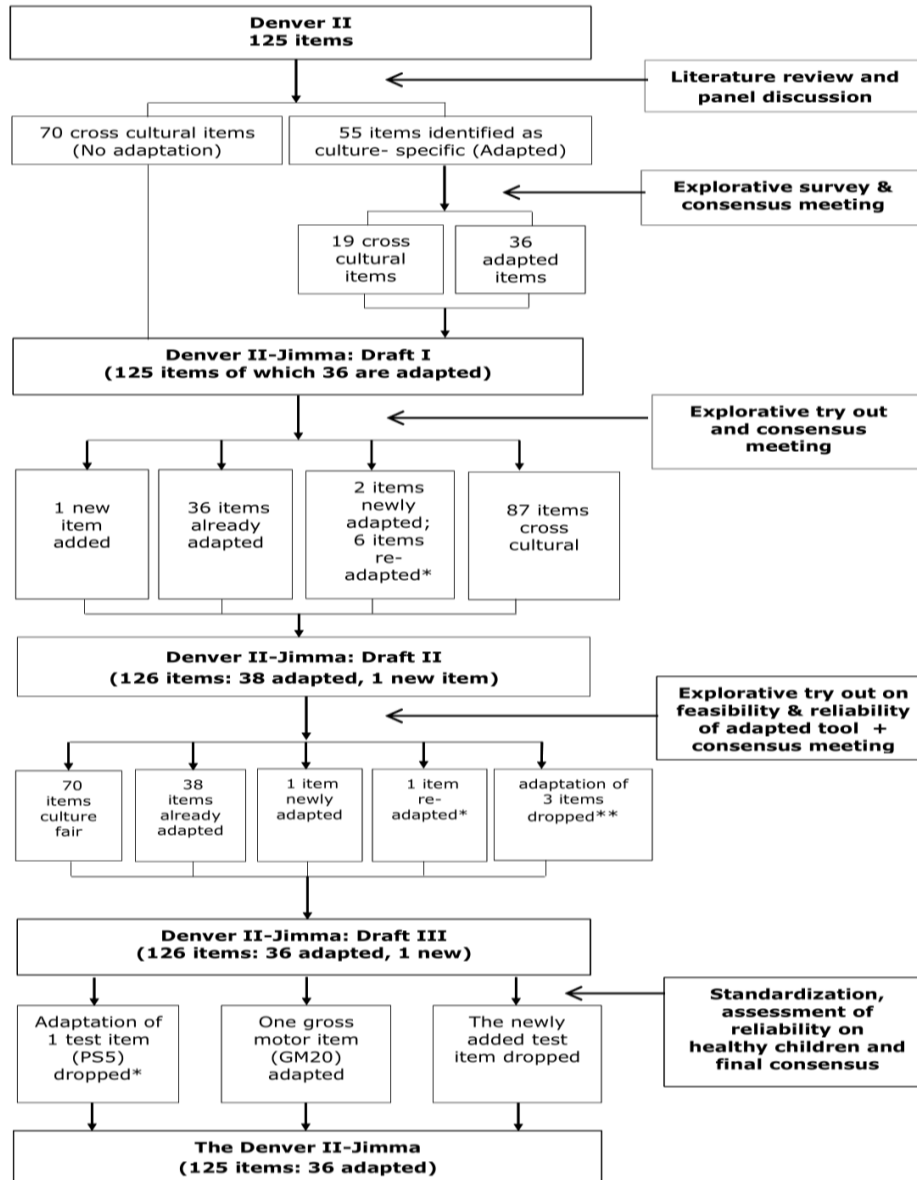 Denver II
125 items
Literature review and
panel discussion
70 cross cultural items
(No adaptation)
55 items identified as
culture- specific (Adapted)
Explorative survey &
consensus meeting
19 cross
cultural
items
36
adapted
items
Denver II-Jimma: Draft I
(125 items of which 36 are adapted)
Explorative try out
and consensus
meeting
1 new
item
added
36 items
already
adapted
2 items
newly
adapted;
6 items
re-
adapted*
87 items
cross
cultural
Denver II-Jimma: Draft II
(126 items: 38 adapted, 1 new item)
Explorative try out on
feasibility & reliability
of adapted tool +
consensus meeting
70
items
culture
fair
38
items
already
adapted
1 item
newly
adapted
1 item
re-
adapted*
adaptation of
3 items
dropped**
Denver II-Jimma: Draft III
(126 items: 36 adapted, 1 new)
Standardization,
assessment of
reliability on
healthy children and
final consensus
Adaptation of
1 test item
(PS5)
dropped*
One gross
motor item
(GM20)
adapted
The newly
added test
item dropped
The Denver II-Jimma
(125 items: 36 adapted)